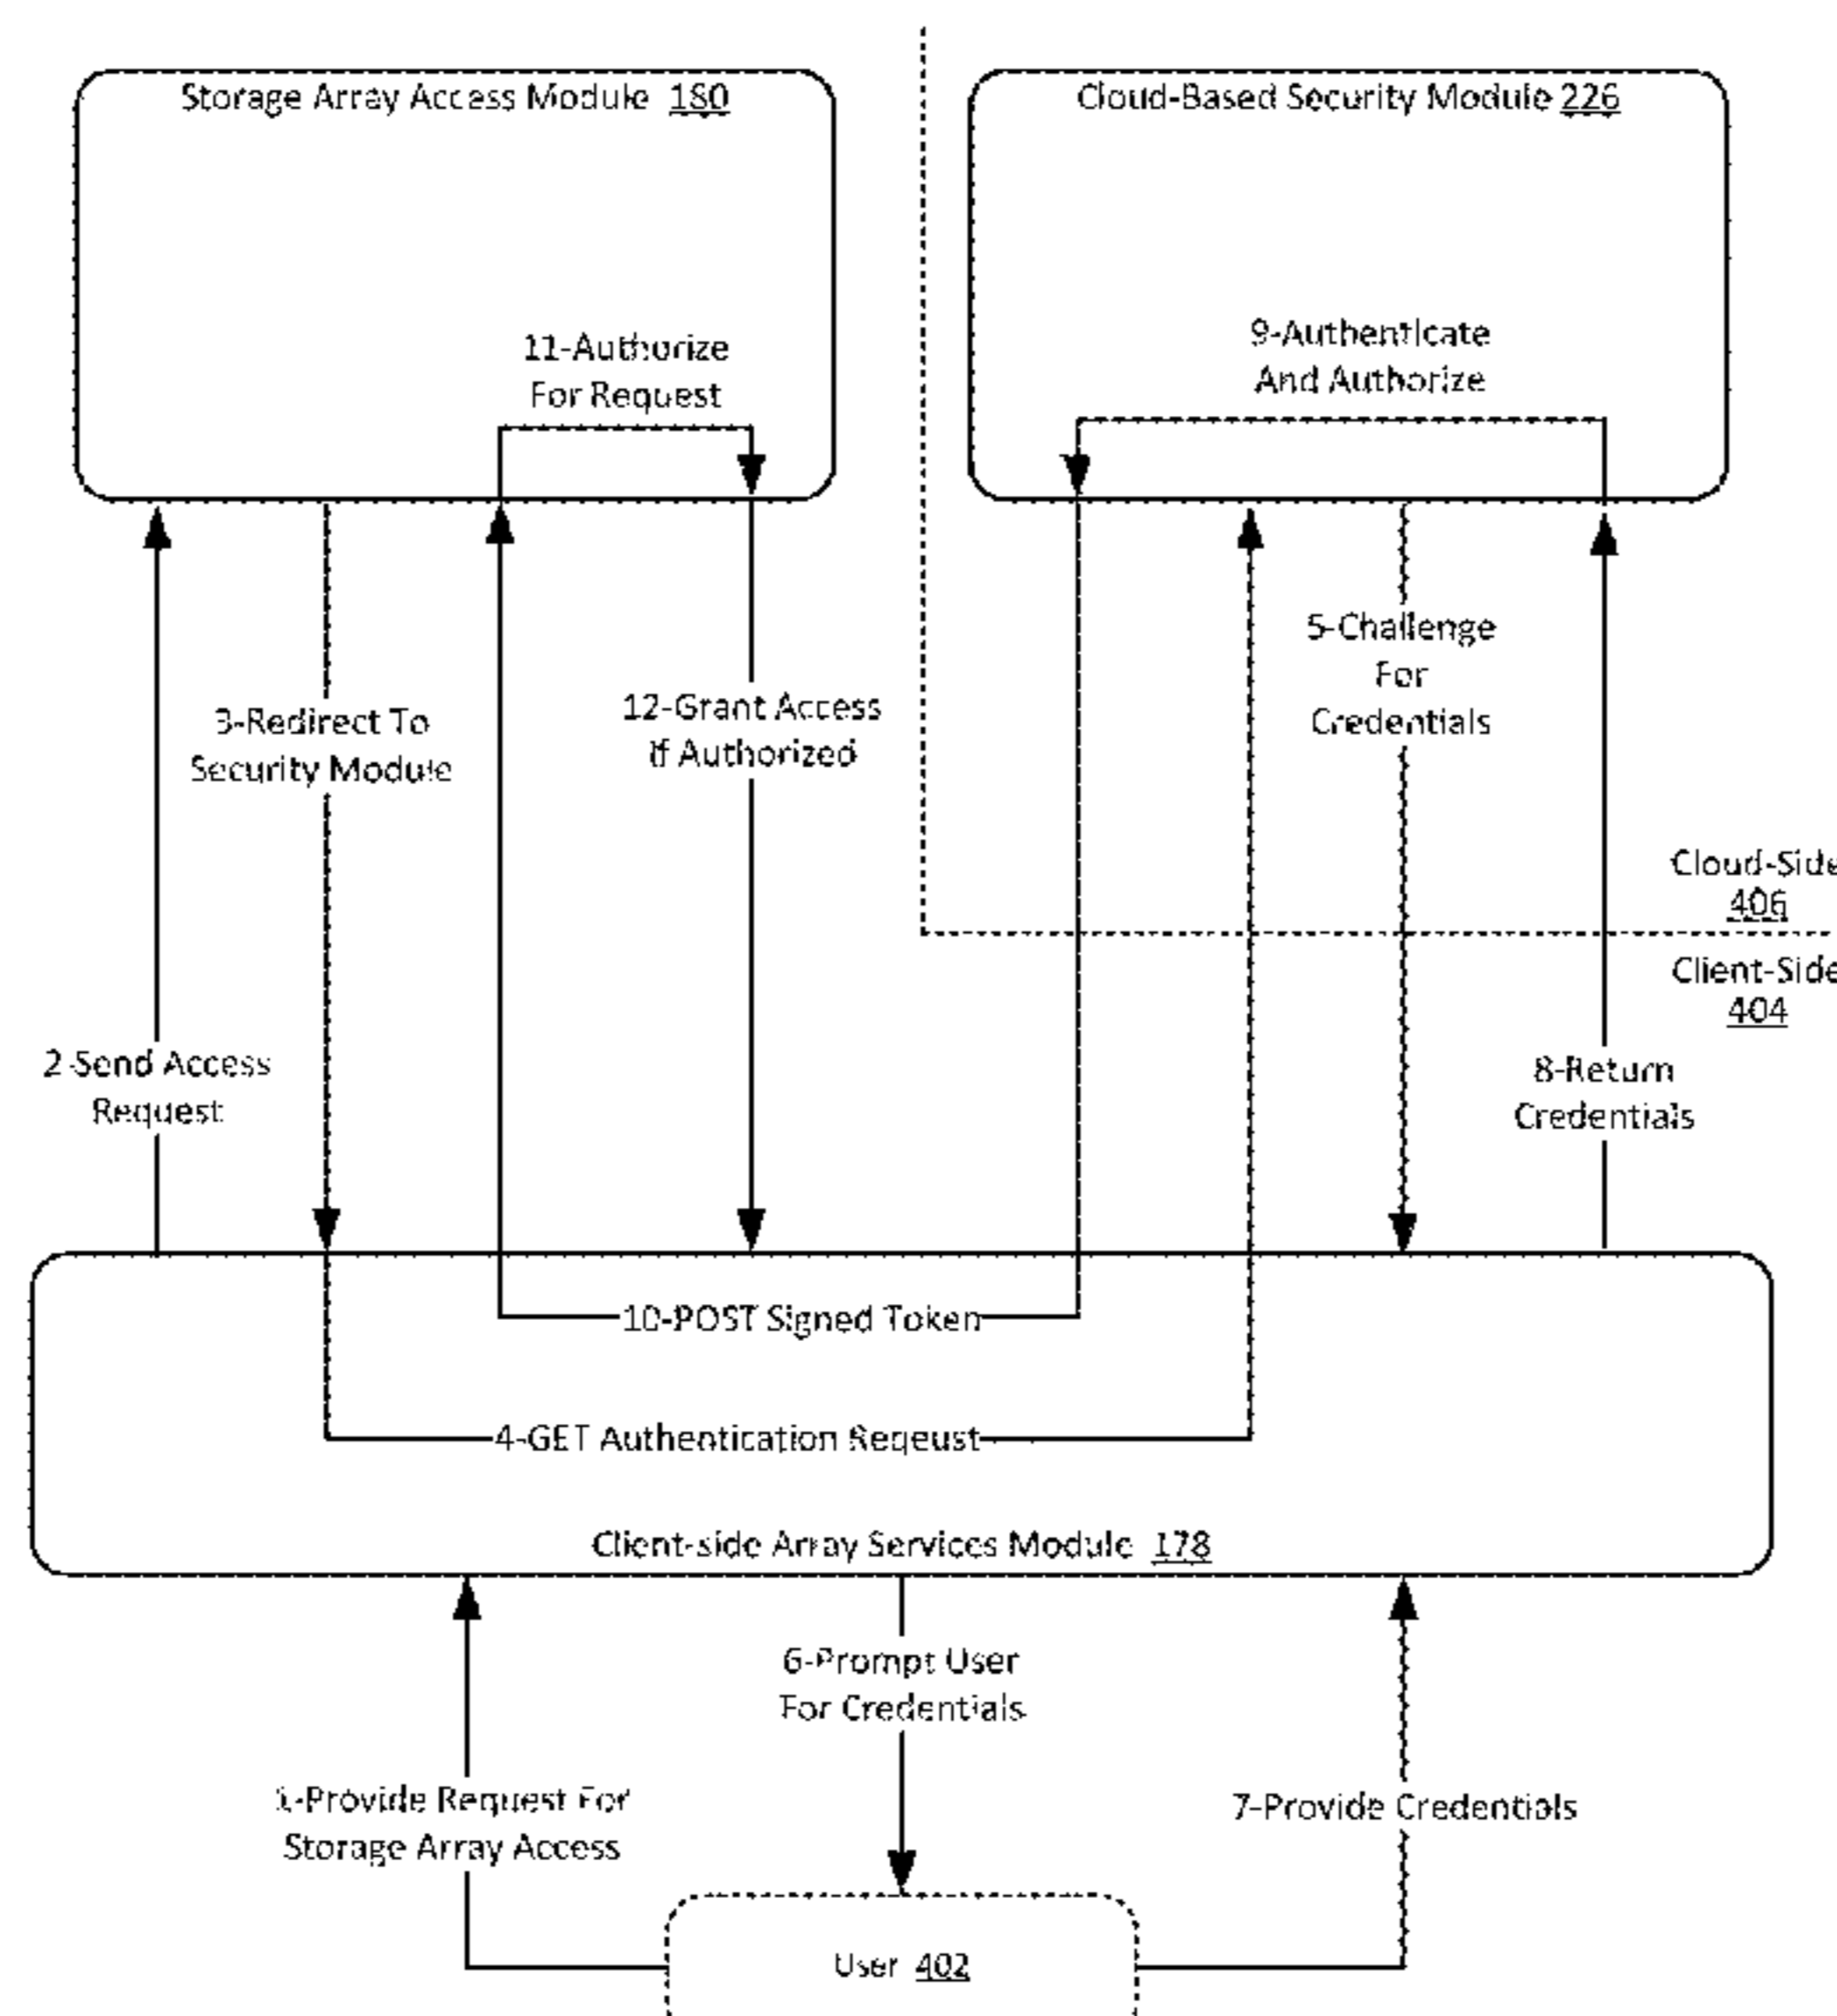 Storage Array Access Module 180
Cloud-Based Security Module 226
11-Authorize
For Request
9-Authenticate
And Authorize
5-Challenge
For
Credentials
3-Redirect To
Security Module
12-Grant Access
If Authorized
Cloud-Side
406
Client-Side
404
2-Send Access
Request
8-Return
Credentials
10-POST Signed Token
4-GET Authentication Reqeust
Client-side Array Services Module 178
6-Prompt User
For Credentials
1-Provide Request For
Storage Array Access
7-Provide Credentials
User 402